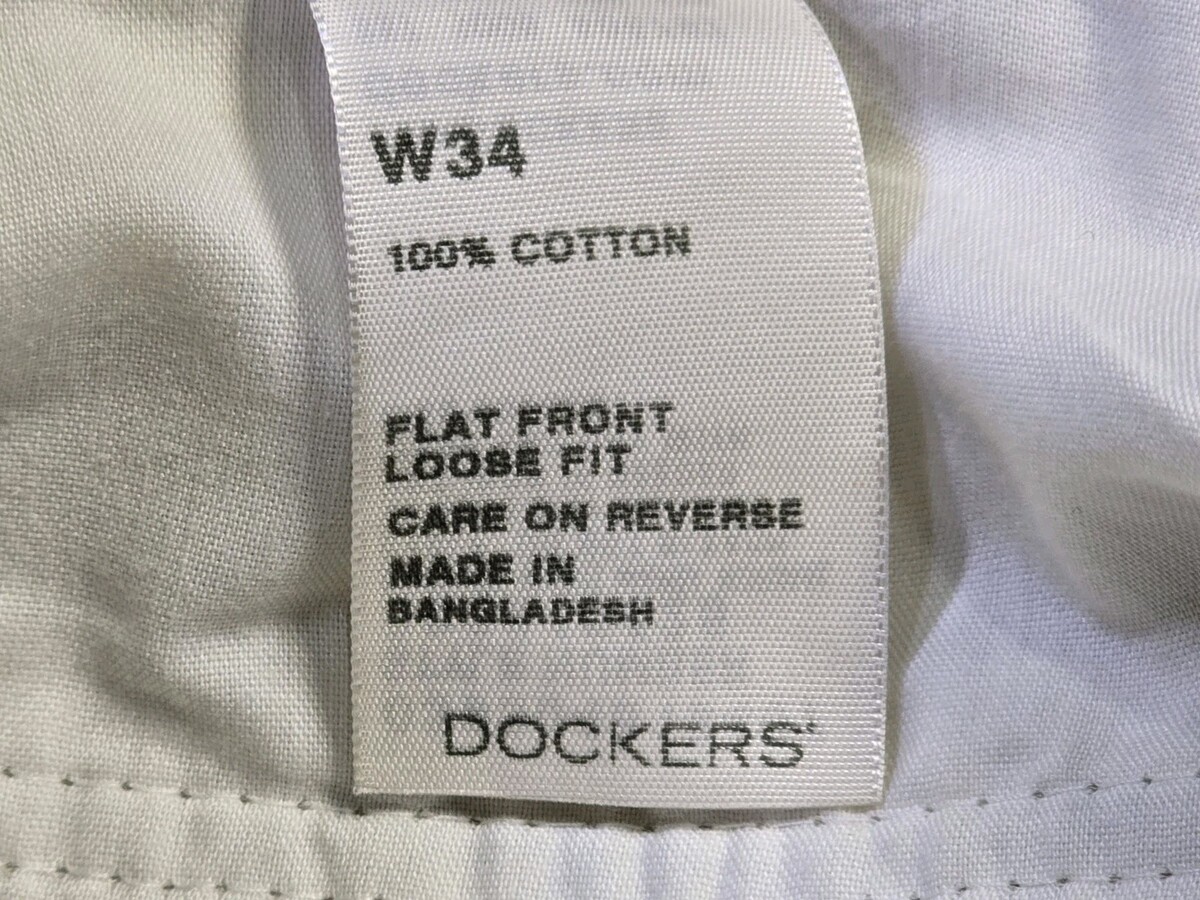 W34
100% COTTON
FLAT FRONT
LOOSE FIT
CARE ON REVERSE
MADE IN
BANGLADESH
DOCKERS